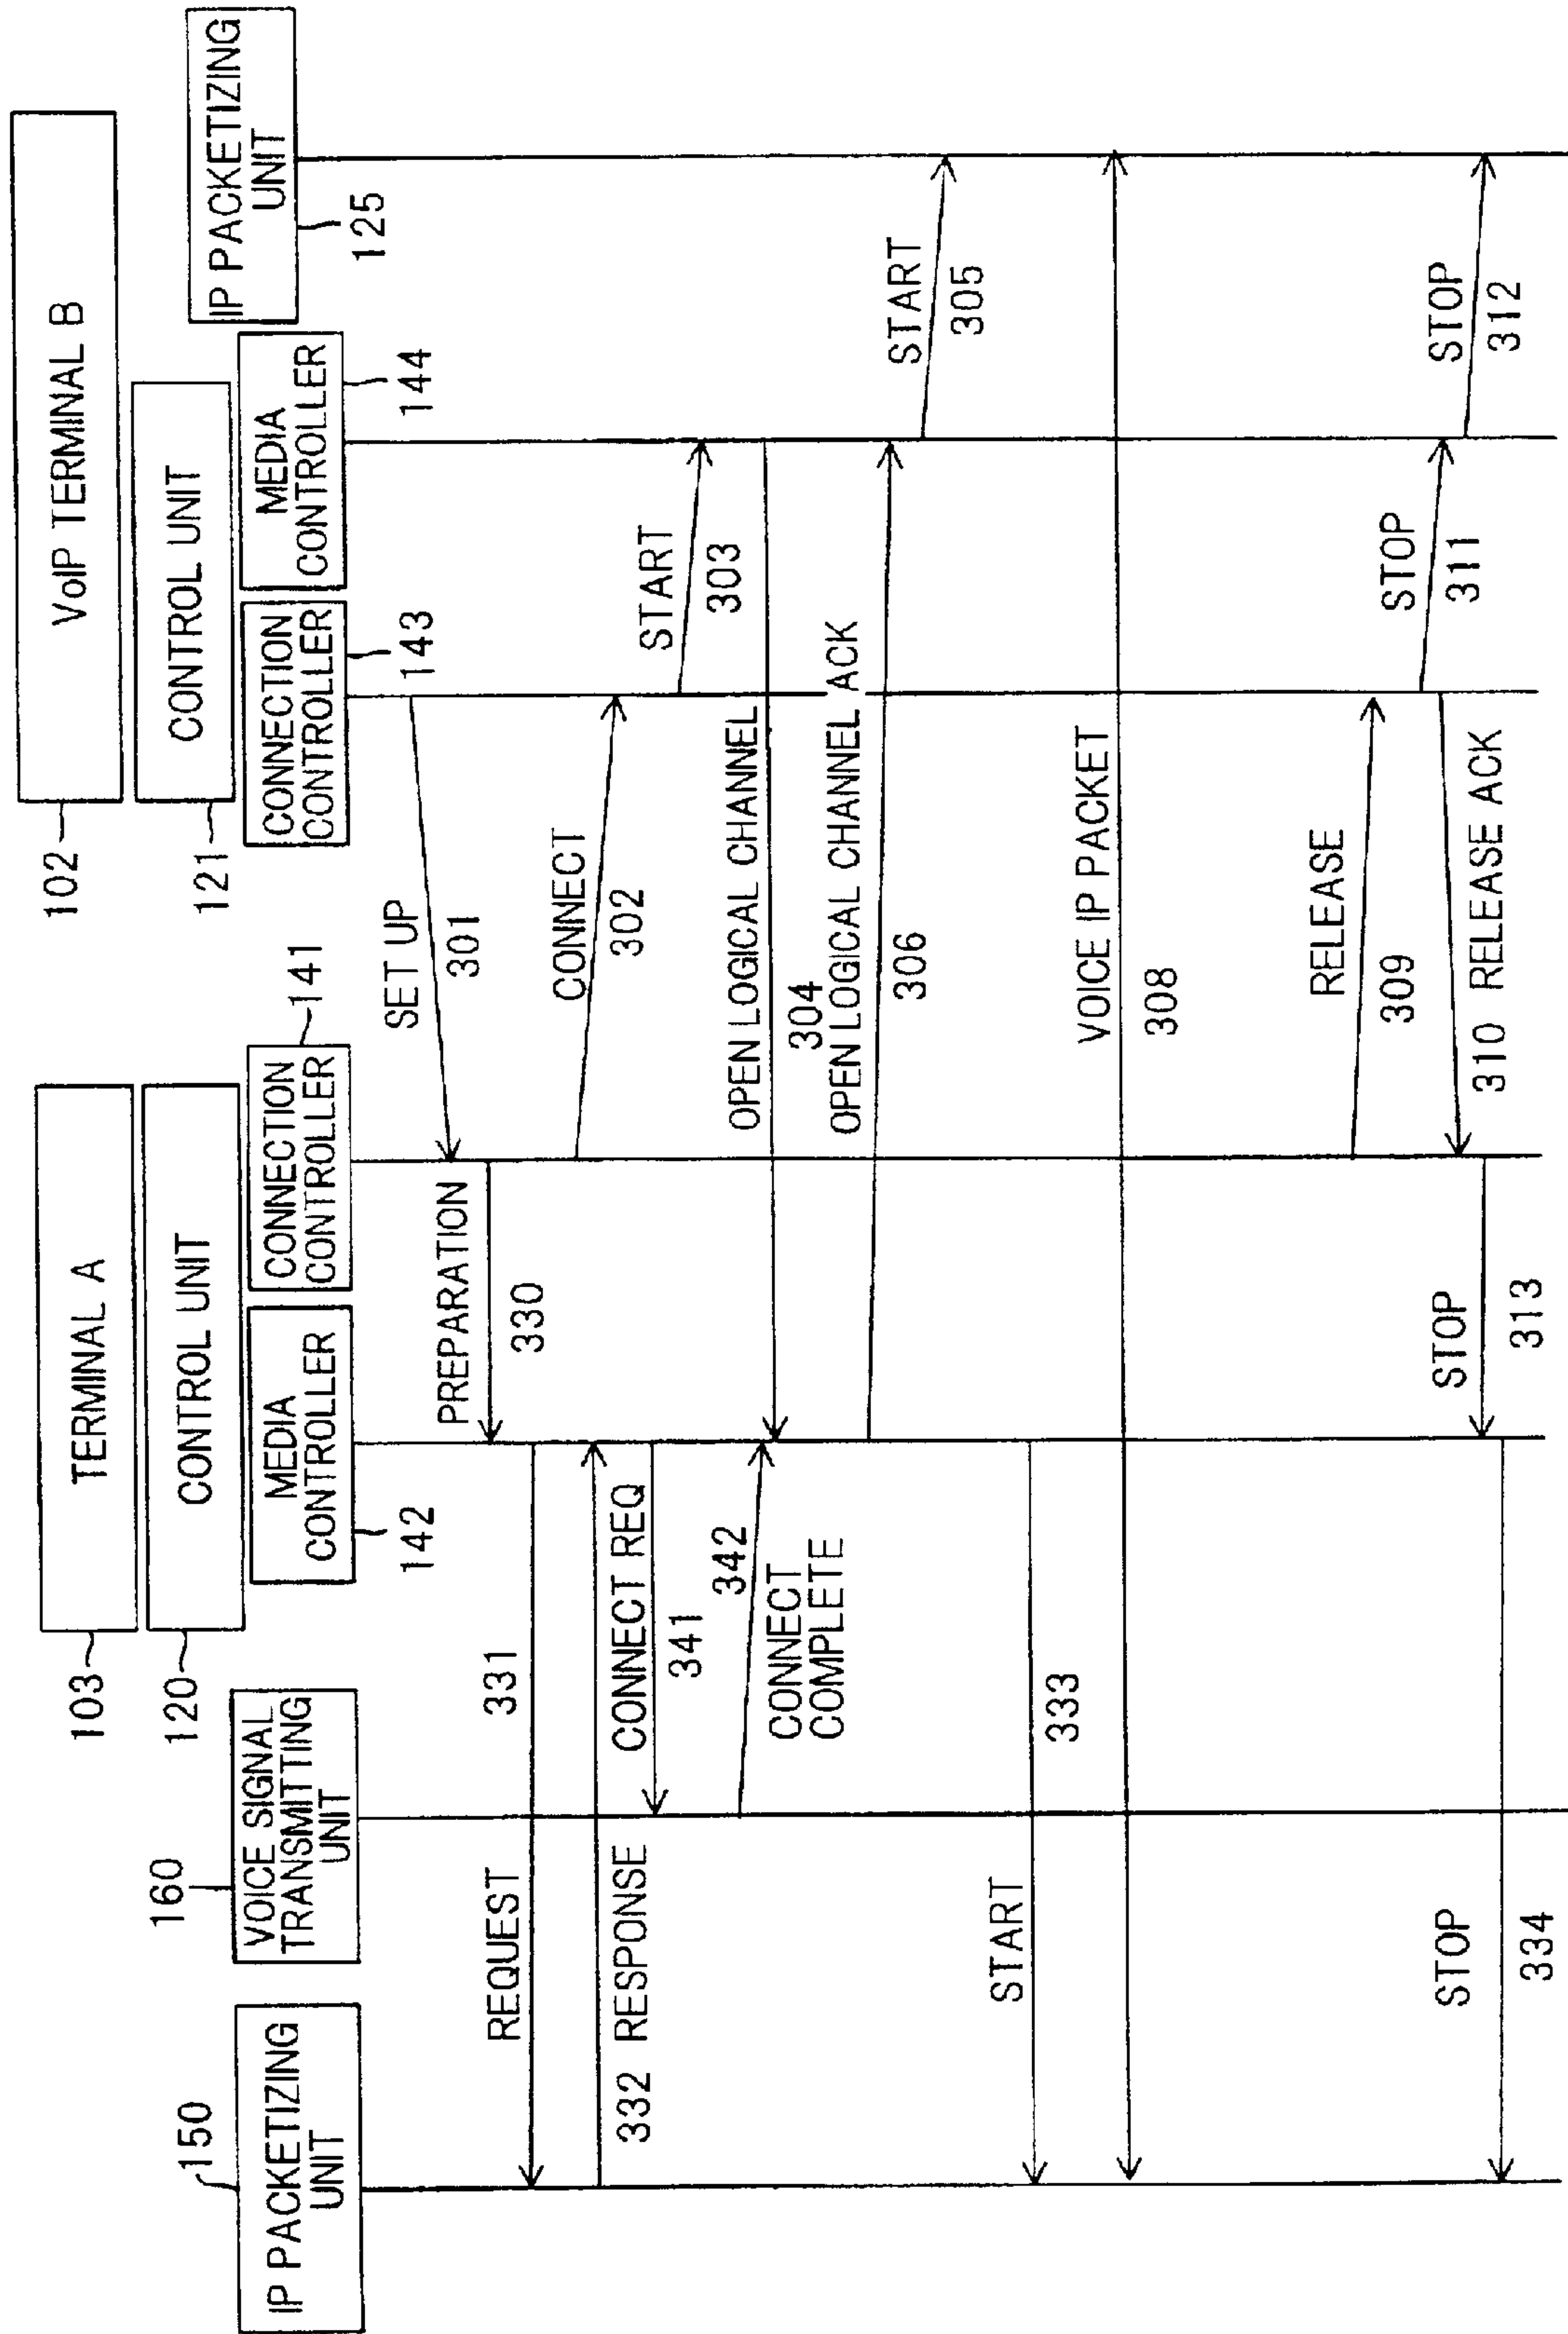 TERMINAL A
103
VoIP TERMINAL B
102
CONTROL UNIT
120
CONTROL UNIT
121
IP PACKETIZING
UNIT
150
VOICE SIGNAL
TRANSMITTING
UNIT
160
MEDIA
CONTROLLER
142
CONNECTION
CONTROLLER
141
CONNECTION
CONTROLLER
143
MEDIA
CONTROLLER
144
IP PACKETIZING
UNIT
125
SET UP
301
PREPARATION
330
REQUEST
331
332 RESPONSE
CONNECT
302
CONNECT REQ
341
START
303
342
CONNECT
COMPLETE
OPEN LOGICAL CHANNEL
304
OPEN LOGICAL CHANNEL ACK
306
START
305
START
333
VOICE IP PACKET
308
RELEASE
309
STOP
311
310 RELEASE ACK
STOP
312
STOP
313
STOP
334